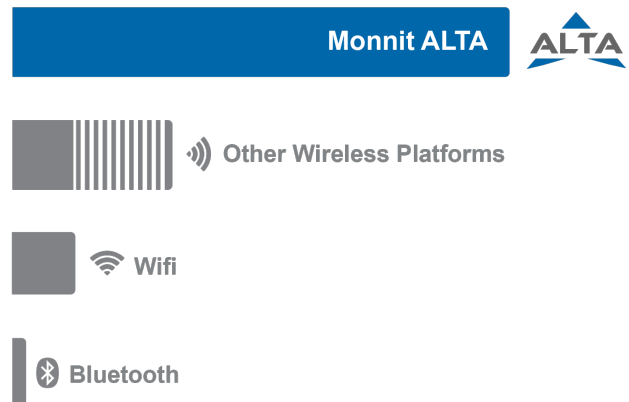 Monnit ALTA
ALTA
Other Wireless Platforms
Wifi
Bluetooth